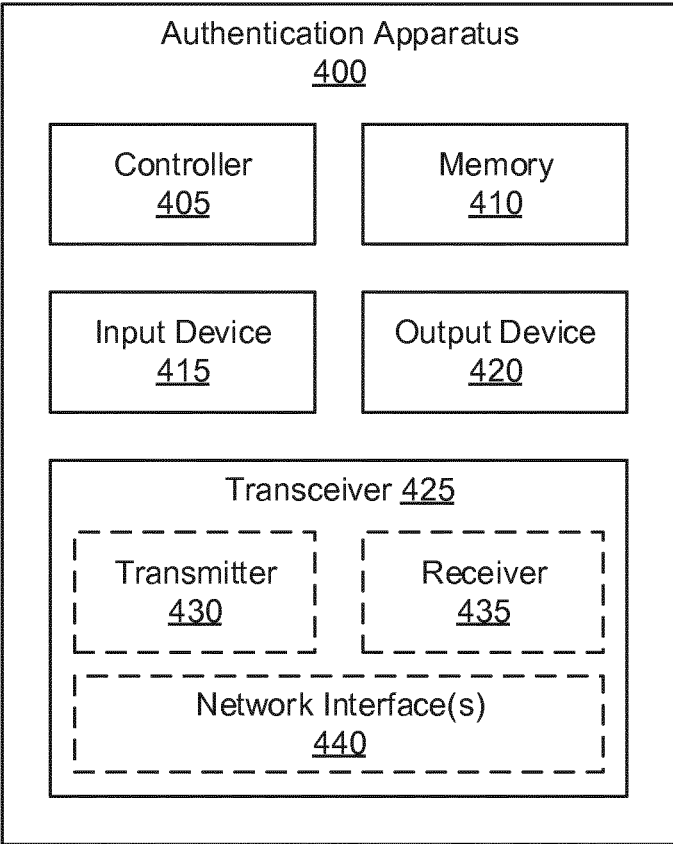 Authentication Apparatus
400
Controller
405
Memory
410
Input Device
415
Output Device
420
Transceiver 425
Transmitter
430
Receiver
435
Network Interface(s)
440